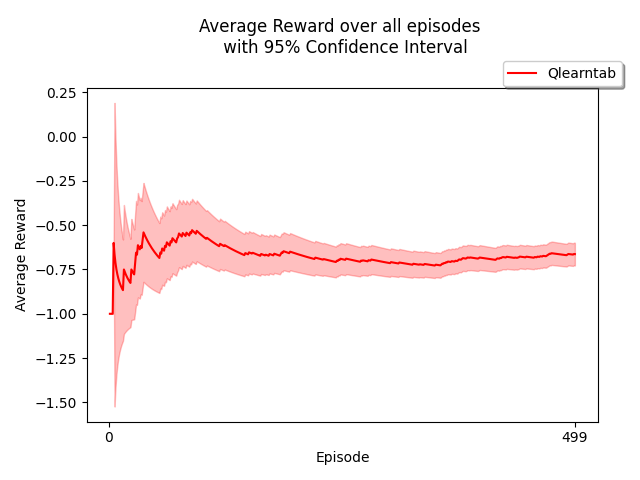 Average Reward over all episodes
with 95% Confidence Interval
Qlearntab
Average Reward
0.25
0.00
−0.25
−0.50
−0.75
−1.00
−1.25
−1.50
0
499
Episode